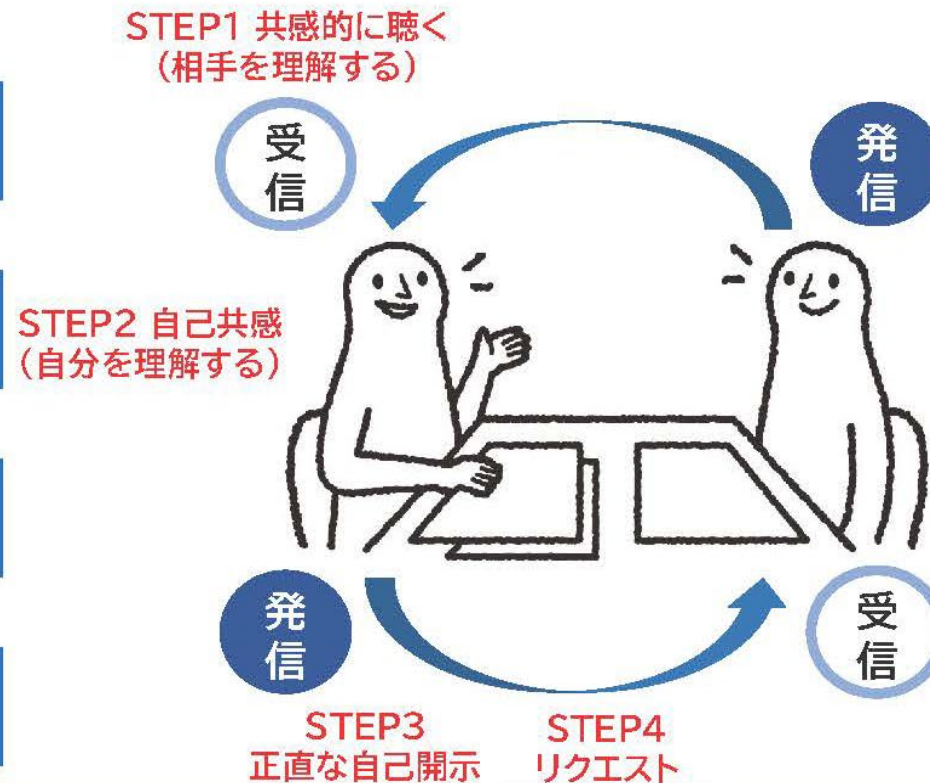 STEP1 共感的に聴く
(相手を理解する)
受信
発信
STEP2 自己共感
(自分を理解する)
発信
受信
STEP3
正直な自己開示
STEP4
リクエスト